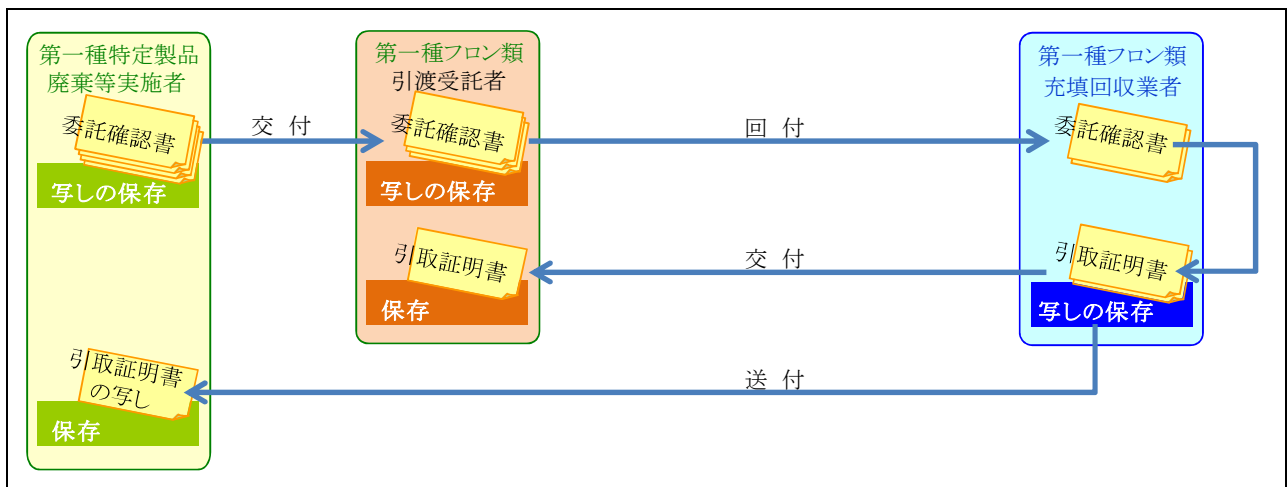 第一種特定製品
廃棄等実施者
委託確認書
写しの保存
交 付
第一種フロン類
引渡受託者
委託確認書
写しの保存
回 付
第一種フロン類
充填回収業者
委託確認書
引取証明書
写しの保存
交 付
引取証明書
保存
送 付
引取証明書
の写し
保存